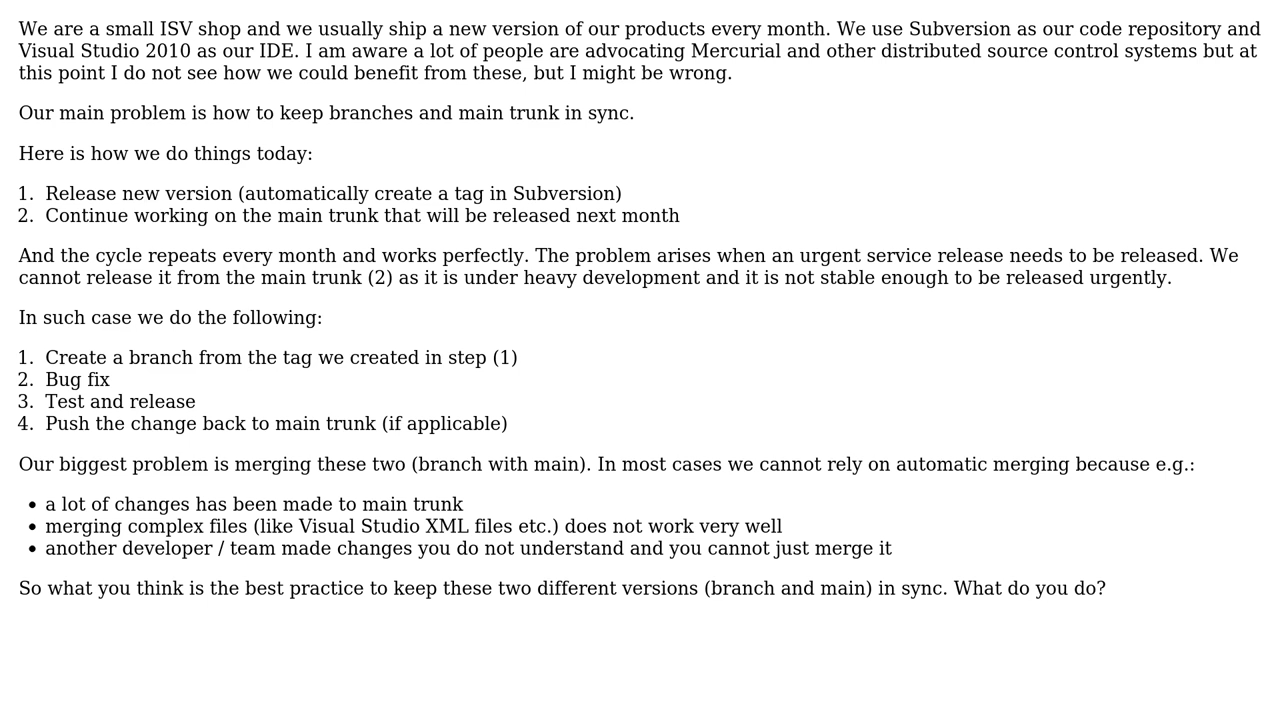 We are a small ISV shop and we usually ship a new version of our products every month. We use Subversion as our code repository and
Visual Studio 2010 as our IDE. I am aware a lot of people are advocating Mercurial and other distributed source control systems but at
this point I do not see how we could benefit from these, but I might be wrong.
Our main problem is how to keep branches and main trunk in sync.
Here is how we do things today:
1. Release new version (automatically create a tag in Subversion)
2. Continue working on the main trunk that will be released next month
And the cycle repeats every month and works perfectly. The problem arises when an urgent service release needs to be released. We
cannot release it from the main trunk (2) as it is under heavy development and it is not stable enough to be released urgently.
In such case we do the following:
1. Create a branch from the tag we created in step (1)
2. Bug fix
3. Test and release
4. Push the change back to main trunk (if applicable)
Our biggest problem is merging these two (branch with main). In most cases we cannot rely on automatic merging because e.g.:
• a lot of changes has been made to main trunk
• merging complex files (like Visual Studio XML files etc.) does not work very well
• another developer / team made changes you do not understand and you cannot just merge it
So what you think is the best practice to keep these two different versions (branch and main) in sync. What do you do?